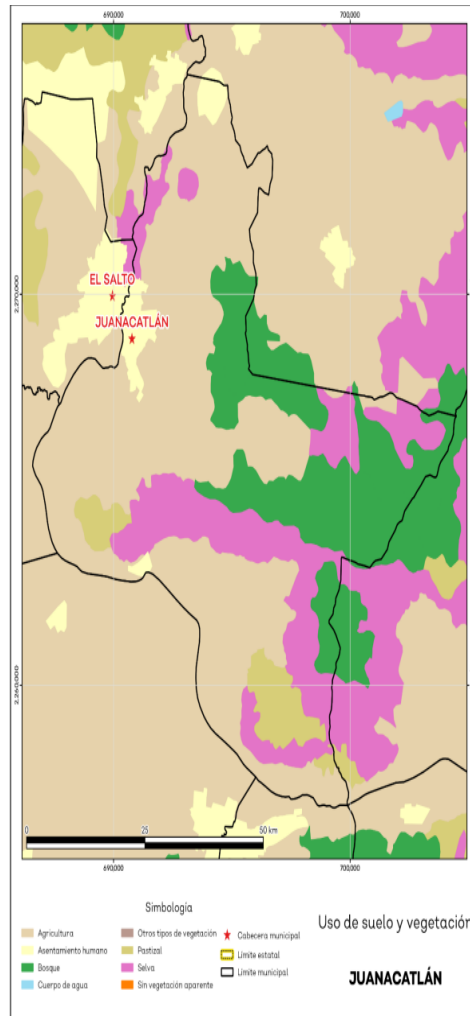 690,000 700,000
2,270,000
EL SALTO
JUANACATLÁN
2,260,000
0 25 50 km
690,000 700,000
Simbologia
Agricultura
Asentamiento humano
Bosque
Cuerpo de agua
Otros tipos de vegetación
Pastizal
Selva
Sin vegetación aparente
Cabecera municipal
Límite estatal
Límite municipal
Uso de suelo y vegetación
JUANACATLÁN